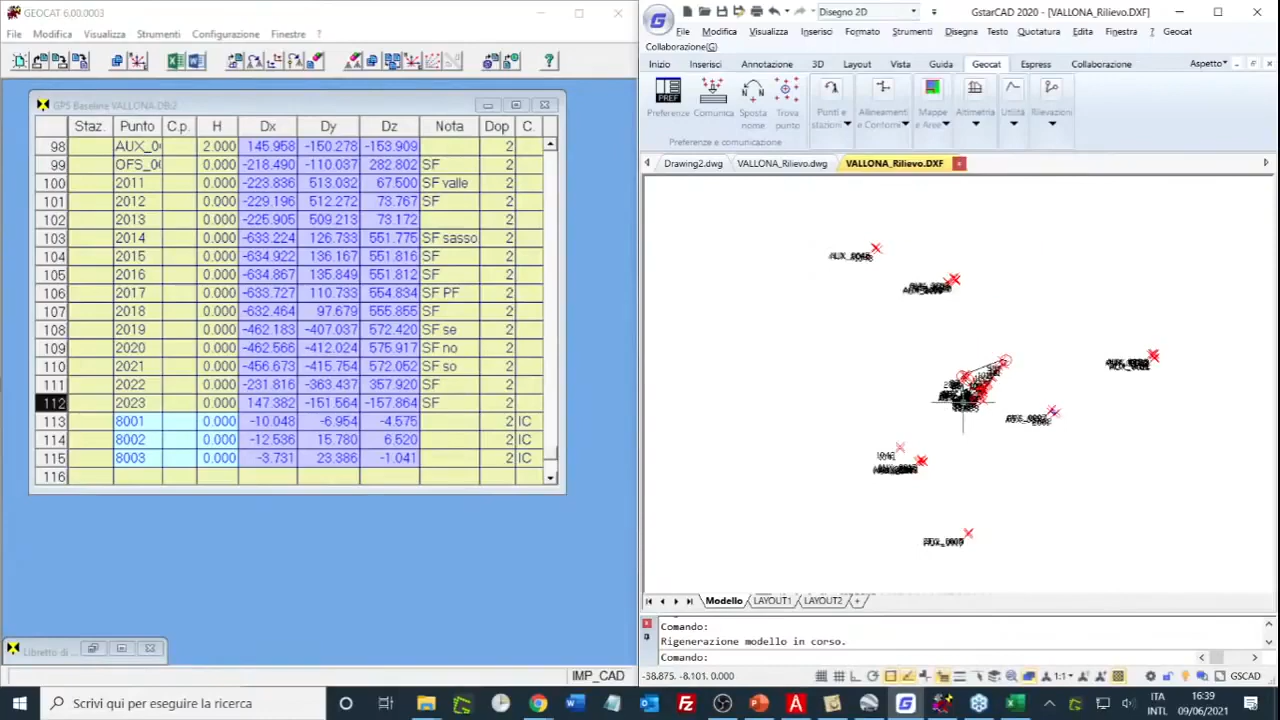 GEOCAT 6.00.0003
File Modifica Visualizza Strumenti Configurazione Finestre ?
GPS Baseline VALLONA.DB:2
Staz. Punto C.p. H Dx Dy Dz Nota Dop C.
98 AUX_0 2.000 145.958 -150.278 -153.909 2
99 OFS_0 0.000 -218.490 -110.037 282.802 SF 2
100 2011 0.000 -223.836 513.032 67.500 SF valle 2
101 2012 0.000 -229.196 512.272 73.767 SF 2
102 2013 0.000 -225.905 509.213 73.172 2
103 2014 0.000 -633.224 126.733 551.775 SF sasso 2
104 2015 0.000 -634.922 136.167 551.816 SF 2
105 2016 0.000 -634.867 135.849 551.812 SF 2
106 2017 0.000 -633.727 110.733 554.834 SF PF 2
107 2018 0.000 -632.464 97.679 555.855 SF 2
108 2019 0.000 -462.183 -407.037 572.420 SF se 2
109 2020 0.000 -462.566 -412.024 575.917 SF no 2
110 2021 0.000 -456.673 -415.754 572.052 SF so 2
111 2022 0.000 -231.816 -363.437 357.920 SF 2
112 2023 0.000 147.382 -151.564 -157.864 SF 2
113 8001 0.000 -10.048 -6.954 -4.575 2 IC
114 8002 0.000 -12.536 15.780 6.520 2 IC
115 8003 0.000 -3.731 23.386 -1.041 2 IC
116
Libretto di ...
IMP_CAD
Disegno 2D
GstarCAD 2020 - [VALLONA_Rilievo.DXF]
File Modifica Visualizza Inserisci Formato Strumenti Disegna Testo Quotatura Edita Finestra ? Geocat
Collaborazione(G)
Inizio Inserisci Annotazione 3D Layout Vista Guida Geocat Espress Collaborazione Aspetto
PREF
Preferenze Comunica Sposta nome Trova punto Punti e stazioni Allineamenti e Conforme Mappe e Aree Altimetria Utilità Rilevazioni
Preferenze e comunicazione
Drawing2.dwg VALLONA_Rilievo.dwg VALLONA_Rilievo.DXF
Modello LAYOUT1 LAYOUT2 +
Comando:
Rigenerazione modello in corso.
Comando:
-38.875, -8.101, 0.000 1:1 GSCAD
Scrivi qui per eseguire la ricerca
ITA
INTL
16:39
09/06/2021